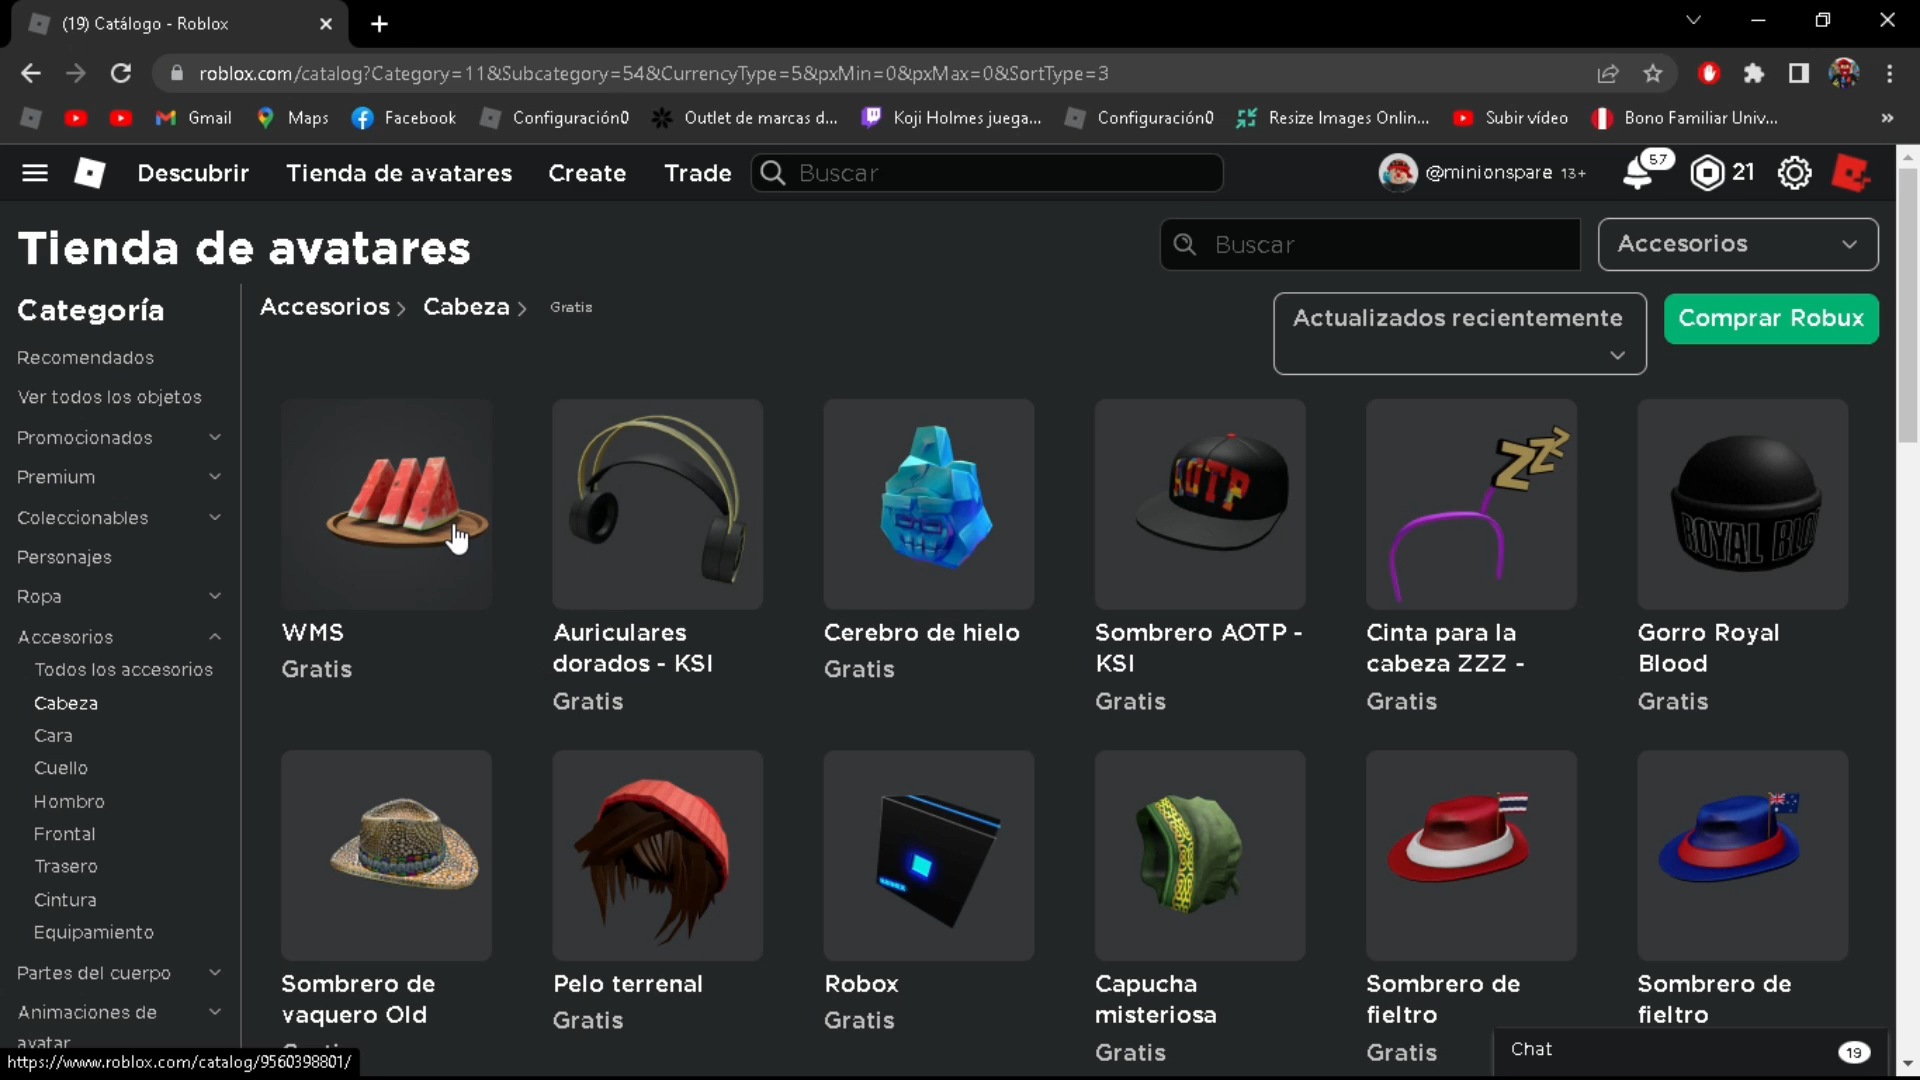 (19) Catálogo - Roblox
roblox.com/catalog?Category=11&Subcategory=54&CurrencyType=5&pxMin=0&pxMax=0&SortType=3
Gmail
Maps
Facebook
Configuración0
Outlet de marcas d...
Koji Holmes juega...
Configuración0
Resize Images Onlin...
Subir vídeo
Bono Familiar Univ...
»
Descubrir
Tienda de avatares
Create
Trade
Buscar
@minionspare 13+
57
21
Tienda de avatares
Buscar
Accesorios
Categoría
Accesorios
Cabeza
Gratis
Actualizados recientemente
Comprar Robux
Recomendados
Ver todos los objetos
Promocionados
Premium
Coleccionables
Personajes
Ropa
Accesorios
Todos los accesorios
Cabeza
Cara
Cuello
Hombro
Frontal
Trasero
Cintura
Equipamiento
Partes del cuerpo
Animaciones de
avatar
AOTP
ZZZ
ROYAL BLO
WMS
Gratis
Auriculares
dorados - KSI
Gratis
Cerebro de hielo
Gratis
Sombrero AOTP -
KSI
Gratis
Cinta para la
cabeza ZZZ -
Gratis
Gorro Royal
Blood
Gratis
Sombrero de
vaquero Old
Pelo terrenal
Gratis
Robox
Gratis
Capucha
misteriosa
Gratis
Sombrero de
fieltro
Gratis
Sombrero de
fieltro
Chat
19
https://www.roblox.com/catalog/9560398801/